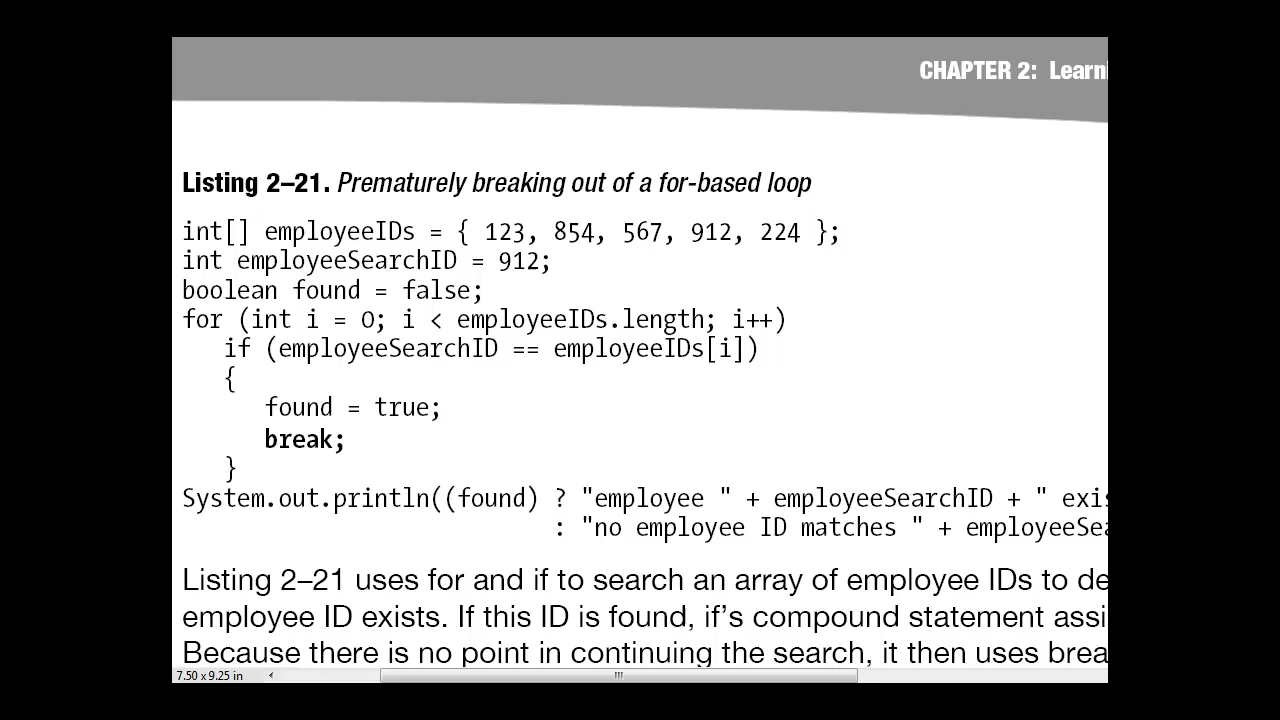 CHAPTER 2: Learni
Listing 2–21. Prematurely breaking out of a for-based loop
int[] employeeIDs = { 123, 854, 567, 912, 224 };
int employeeSearchID = 912;
boolean found = false;
for (int i = 0; i < employeeIDs.length; i++)
if (employeeSearchID == employeeIDs[i])
{
found = true;
break;
}
System.out.println((found) ? "employee " + employeeSearchID + " exis
: "no employee ID matches " + employeeSea
Listing 2–21 uses for and if to search an array of employee IDs to de
employee ID exists. If this ID is found, if’s compound statement assi
Because there is no point in continuing the search, it then uses brea
7.50 x 9.25 in